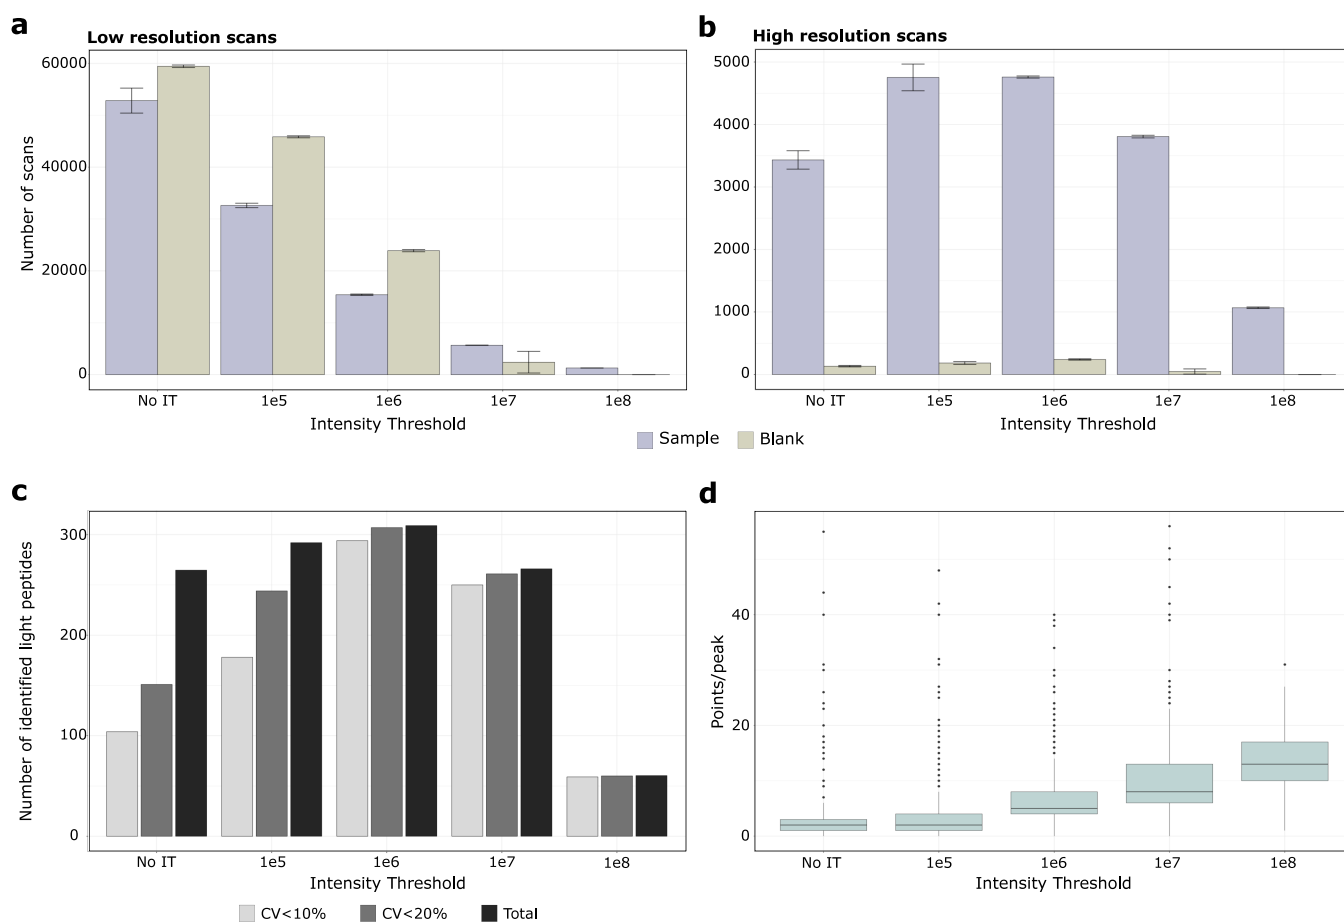 a
Low resolution scans
Number of scans
60000
40000
20000
0
No IT 1e5 1e6 1e7 1e8
Intensity Threshold
b
High resolution scans
5000
4000
3000
2000
1000
0
No IT 1e5 1e6 1e7 1e8
Intensity Threshold
Sample Blank
c
Number of identified light peptides
300
200
100
0
No IT 1e5 1e6 1e7 1e8
Intensity Threshold
CV<10% CV<20% Total
d
Points/peak
40
20
0
No IT 1e5 1e6 1e7 1e8
Intensity Threshold